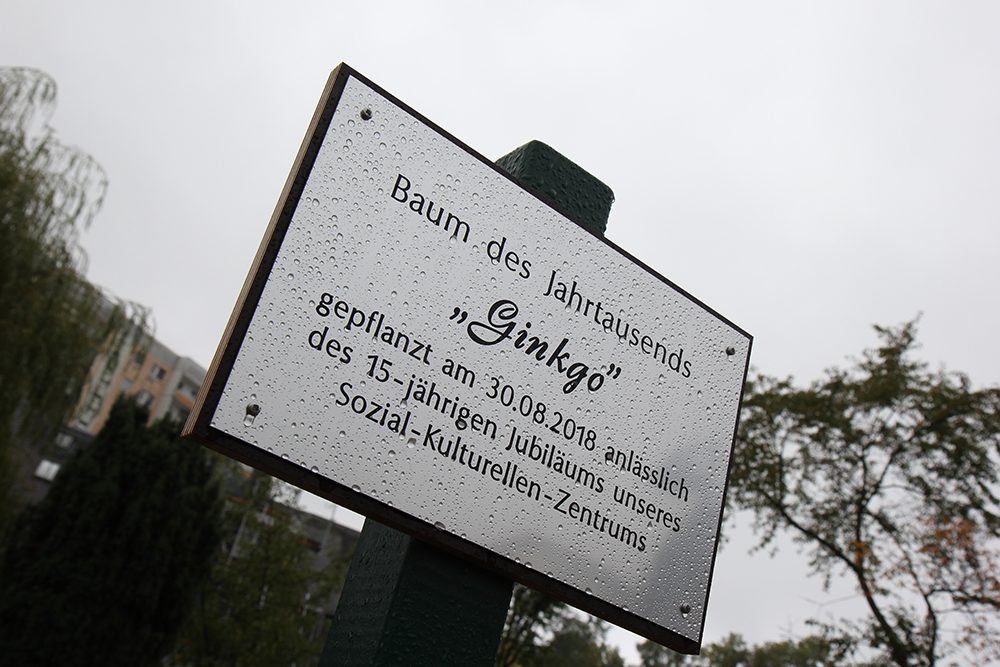 Baum des Jahrtausends
„Ginkgo”
gepflanzt am 30.08.2018 anlässlich
des 15-jährigen Jubiläums unseres
Sozial-Kulturellen-Zentrums